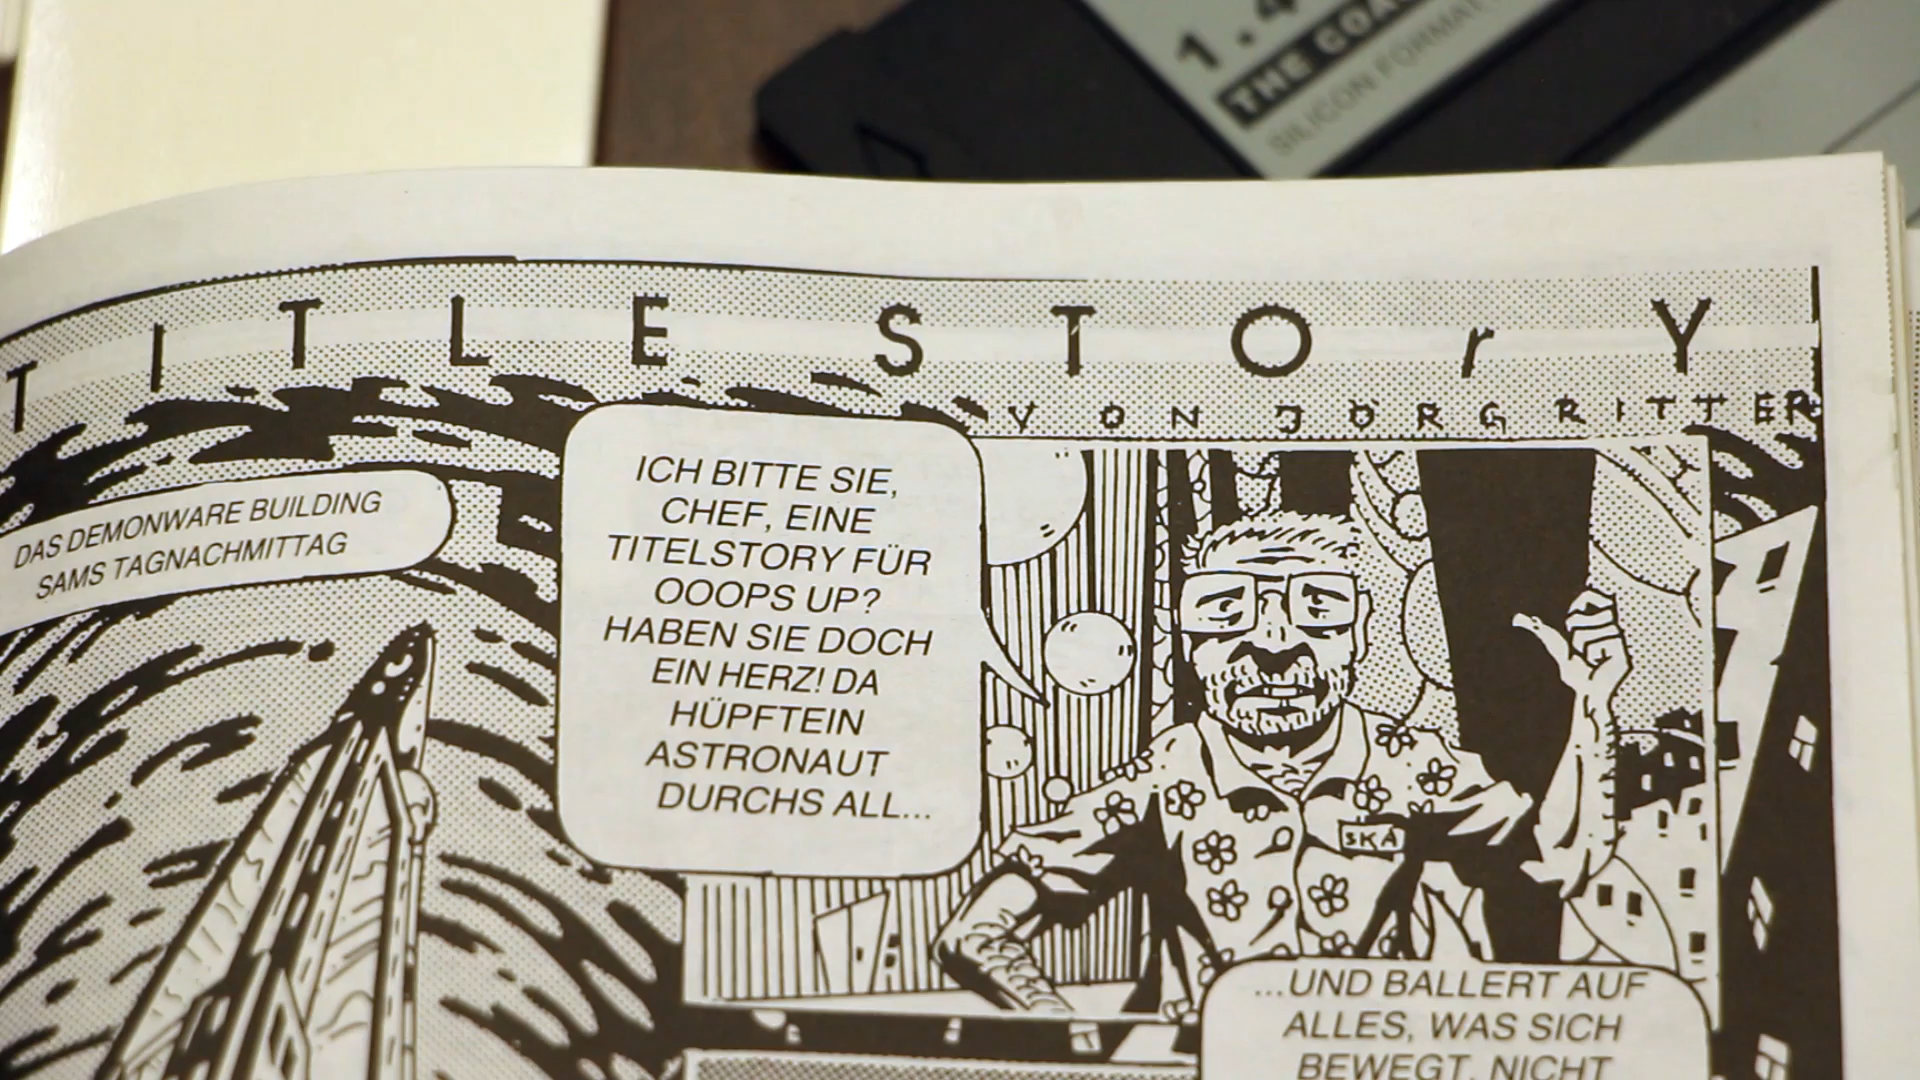 1.4
THE COA
SILICON FORMAT
TITLE STOrY
VON JÖRG RITTER
DAS DEMONWARE BUILDING
SAMS TAGNACHMITTAG
ICH BITTE SIE,
CHEF, EINE
TITELSTORY FÜR
OOOPS UP?
HABEN SIE DOCH
EIN HERZ! DA
HÜPFTEIN
ASTRONAUT
DURCHS ALL...
SKA
...UND BALLERT AUF
ALLES, WAS SICH
BEWEGT. NICHT